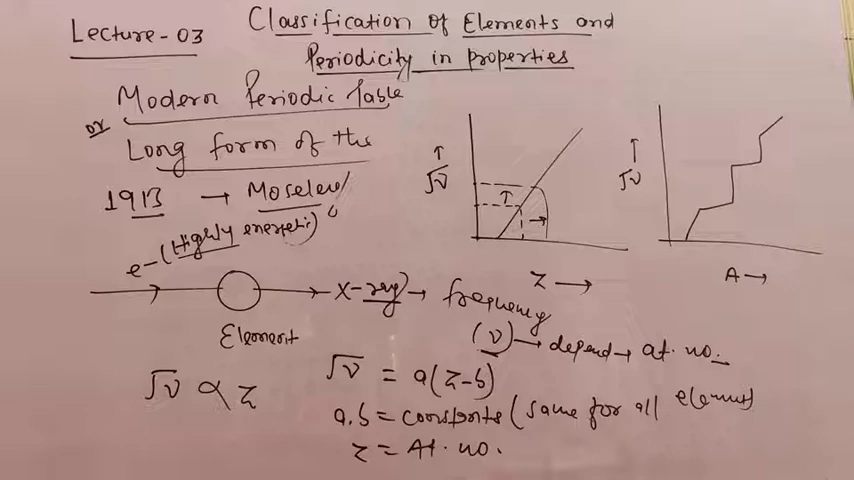 Lecture-03
Classification of Elements and
Periodicity in properties
Modern Periodic Table
or
Long form of the
1913 → Moseley
e-(Highly energetic)
X-ray → frequency
Element
(ν) → depend → at. no.
√ν ∝ Z
√ν = a(Z-b)
a,b = constants (same for all element)
Z = At. no.
↑
√ν
Z →
↑
√ν
A →